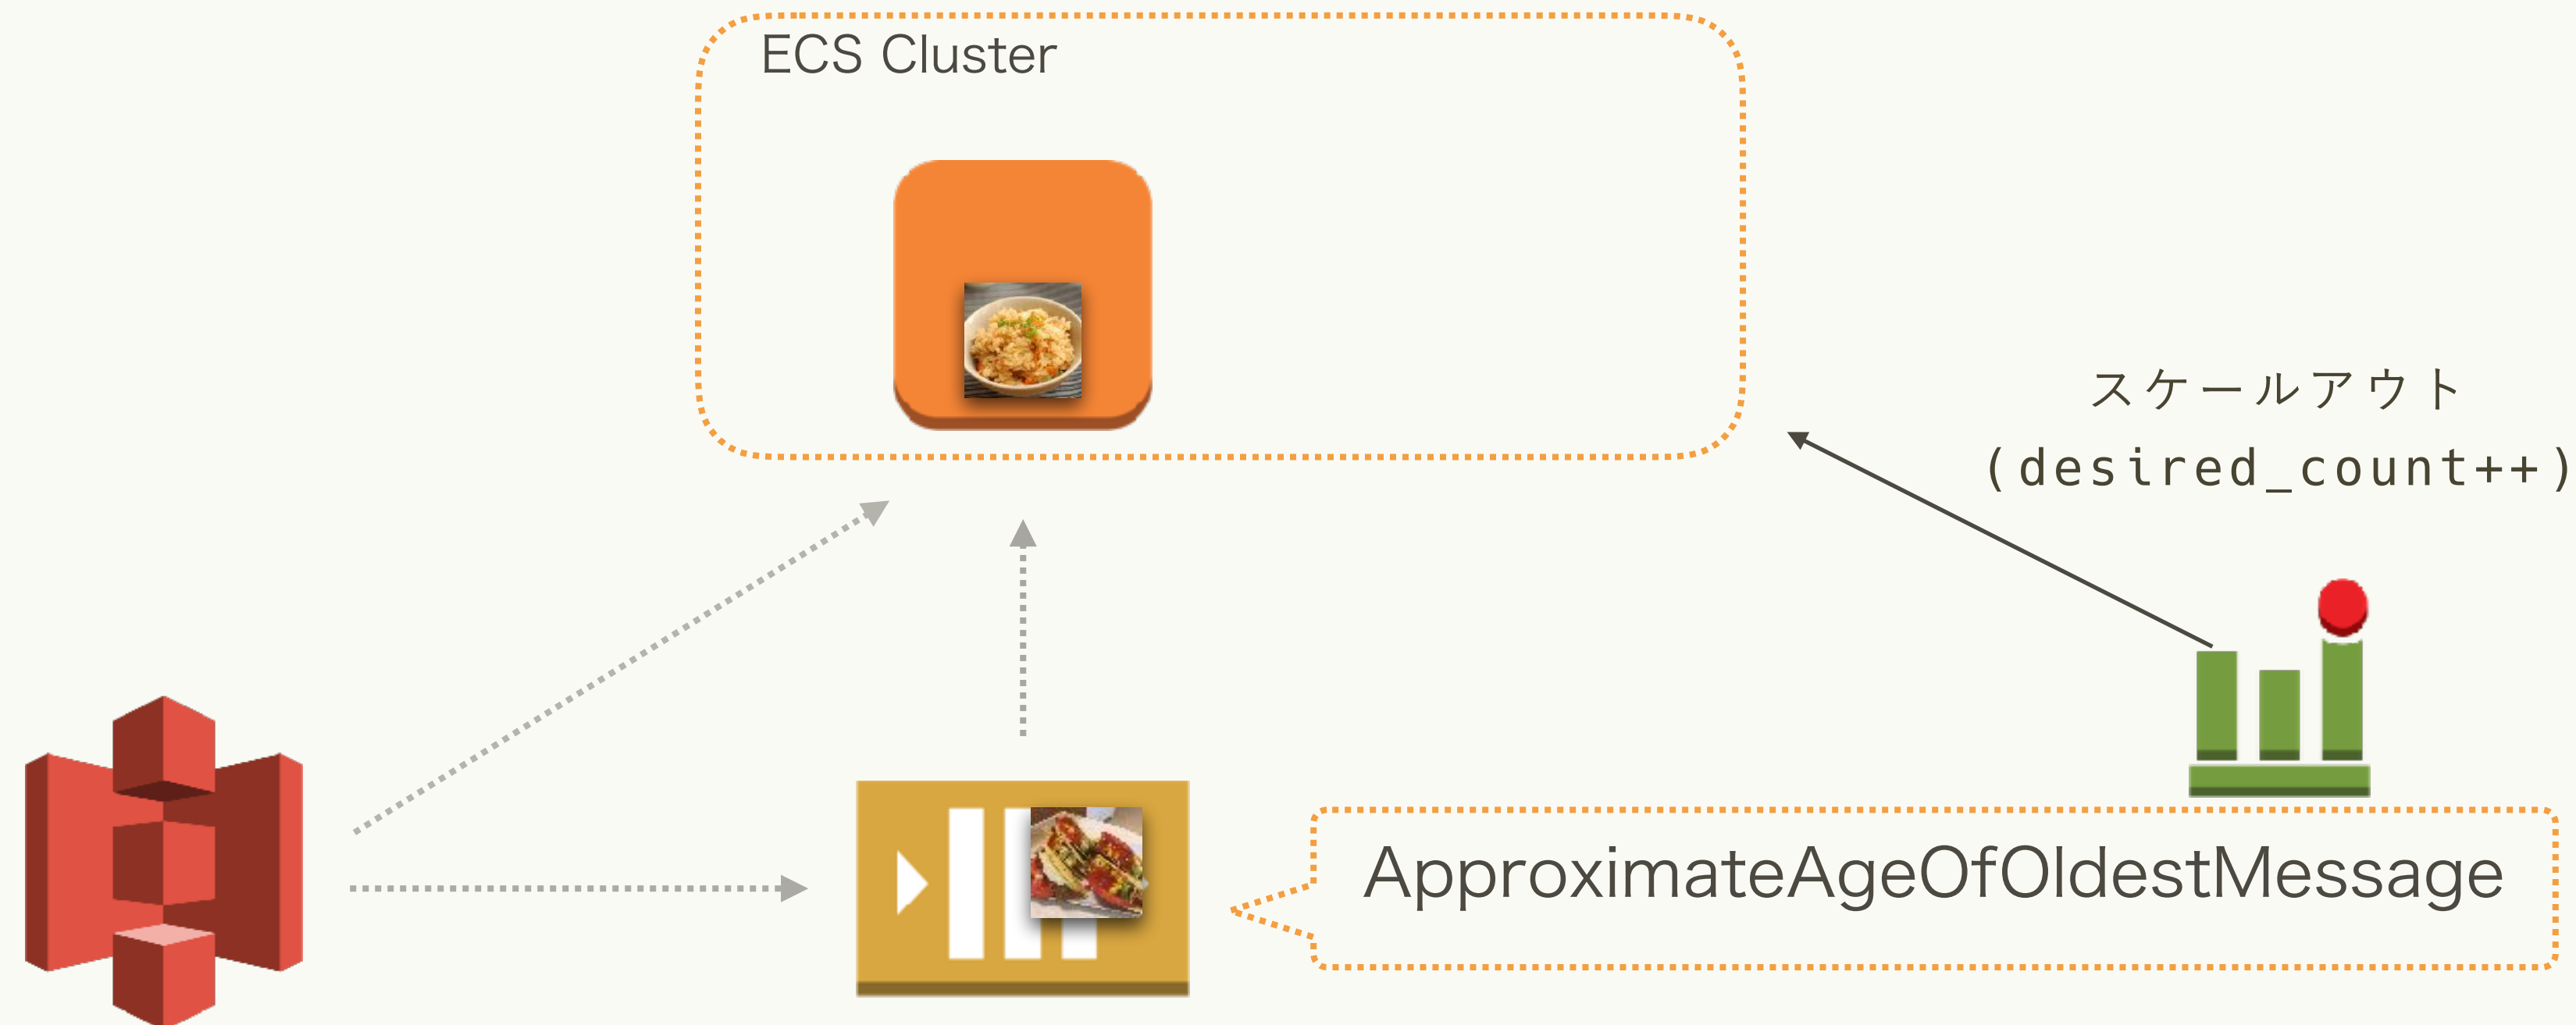 ECS Cluster
スケールアウト
(desired_count++)
ApproximateAgeOfOldestMessage